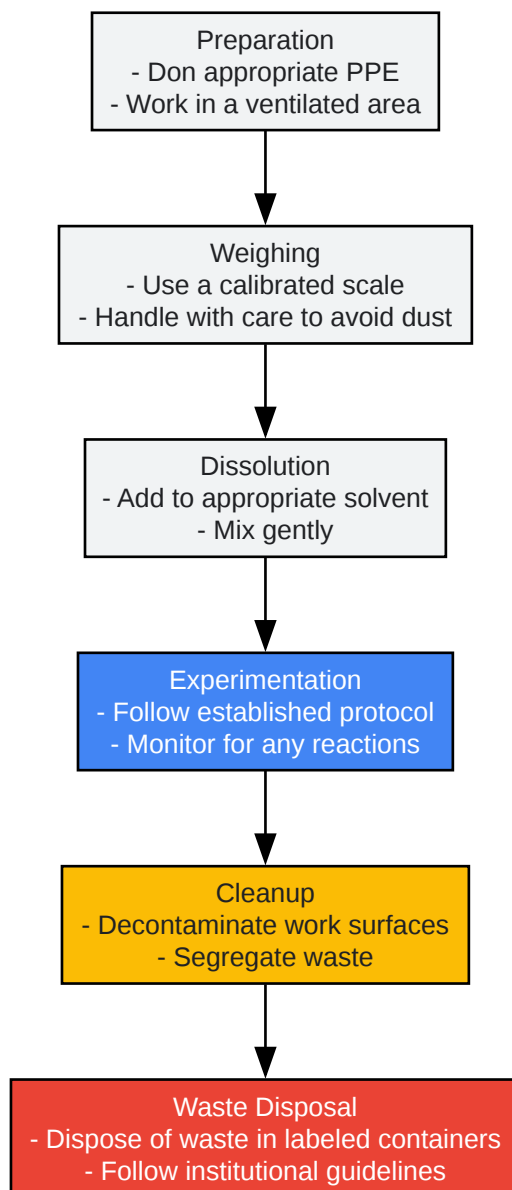 Preparation
- Don appropriate PPE
- Work in a ventilated area
Weighing
- Use a calibrated scale
- Handle with care to avoid dust
Dissolution
- Add to appropriate solvent
- Mix gently
Experimentation
- Follow established protocol
- Monitor for any reactions
Cleanup
- Decontaminate work surfaces
- Segregate waste
Waste Disposal
- Dispose of waste in labeled containers
- Follow institutional guidelines